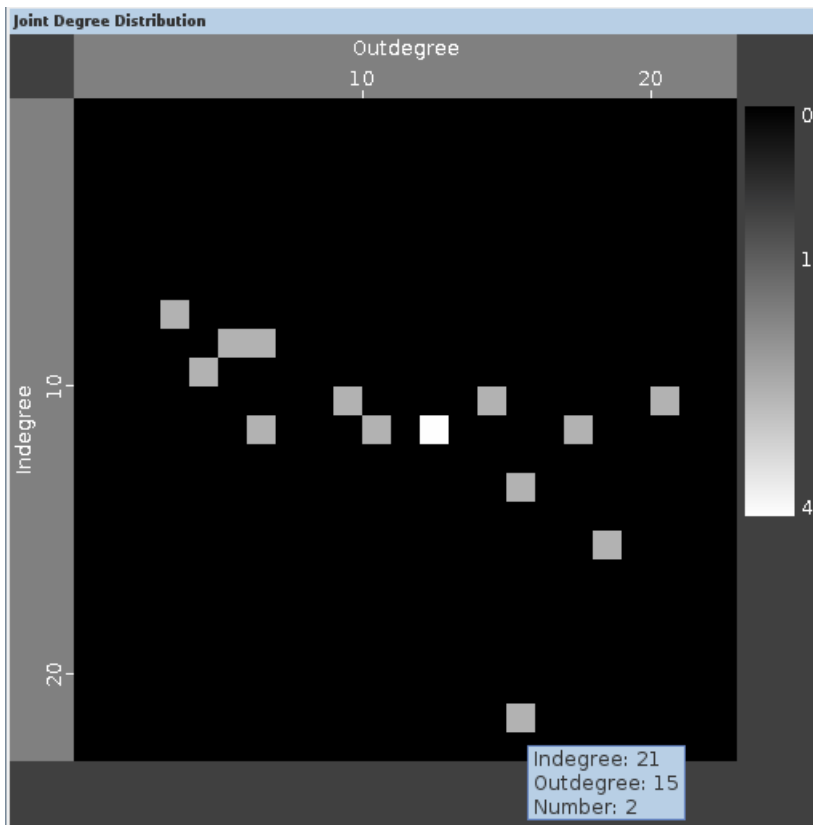 Joint Degree Distribution
Outdegree
10 20
0
1
4
Indegree
10
20
Indegree: 21
Outdegree: 15
Number: 2